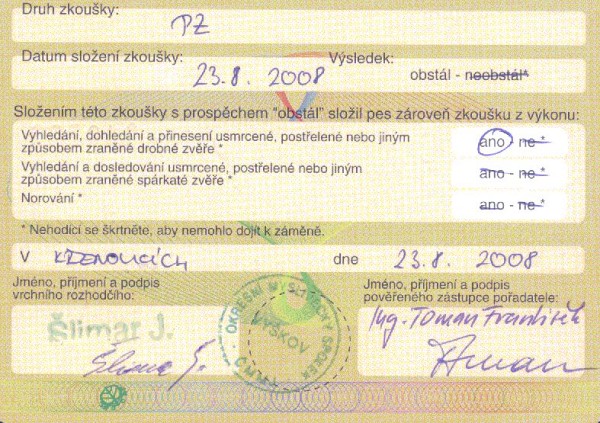 Druh zkoušky:
PZ
Datum složení zkoušky:
Výsledek:
23.8. 2008
obstál - neobstál*
Složením této zkoušky s prospěchem "obstál" složil pes zároveň zkoušku z výkonu:
Vyhledání, dohledání a přinesení usmrcené, postřelené nebo jiným
způsobem zraněné drobné zvěře *
ano - ne *
Vyhledání a dosledování usmrcené, postřelené nebo jiným
způsobem zraněné spárkaté zvěře *
ano - ne *
Norování *
ano - ne *
* Nehodící se škrtněte, aby nemohlo dojít k záměně.
V KŘENOVICÍCH dne 23.8. 2008
Jméno, příjmení a podpis
vrchního rozhodčího:
Jméno, příjmení a podpis
pověřeného zástupce pořadatele:
Šlimar J.
OKRESNÍ MYSLIVECKÝ SPOLEK
VYŠKOV
Ing. Toman František
Toman